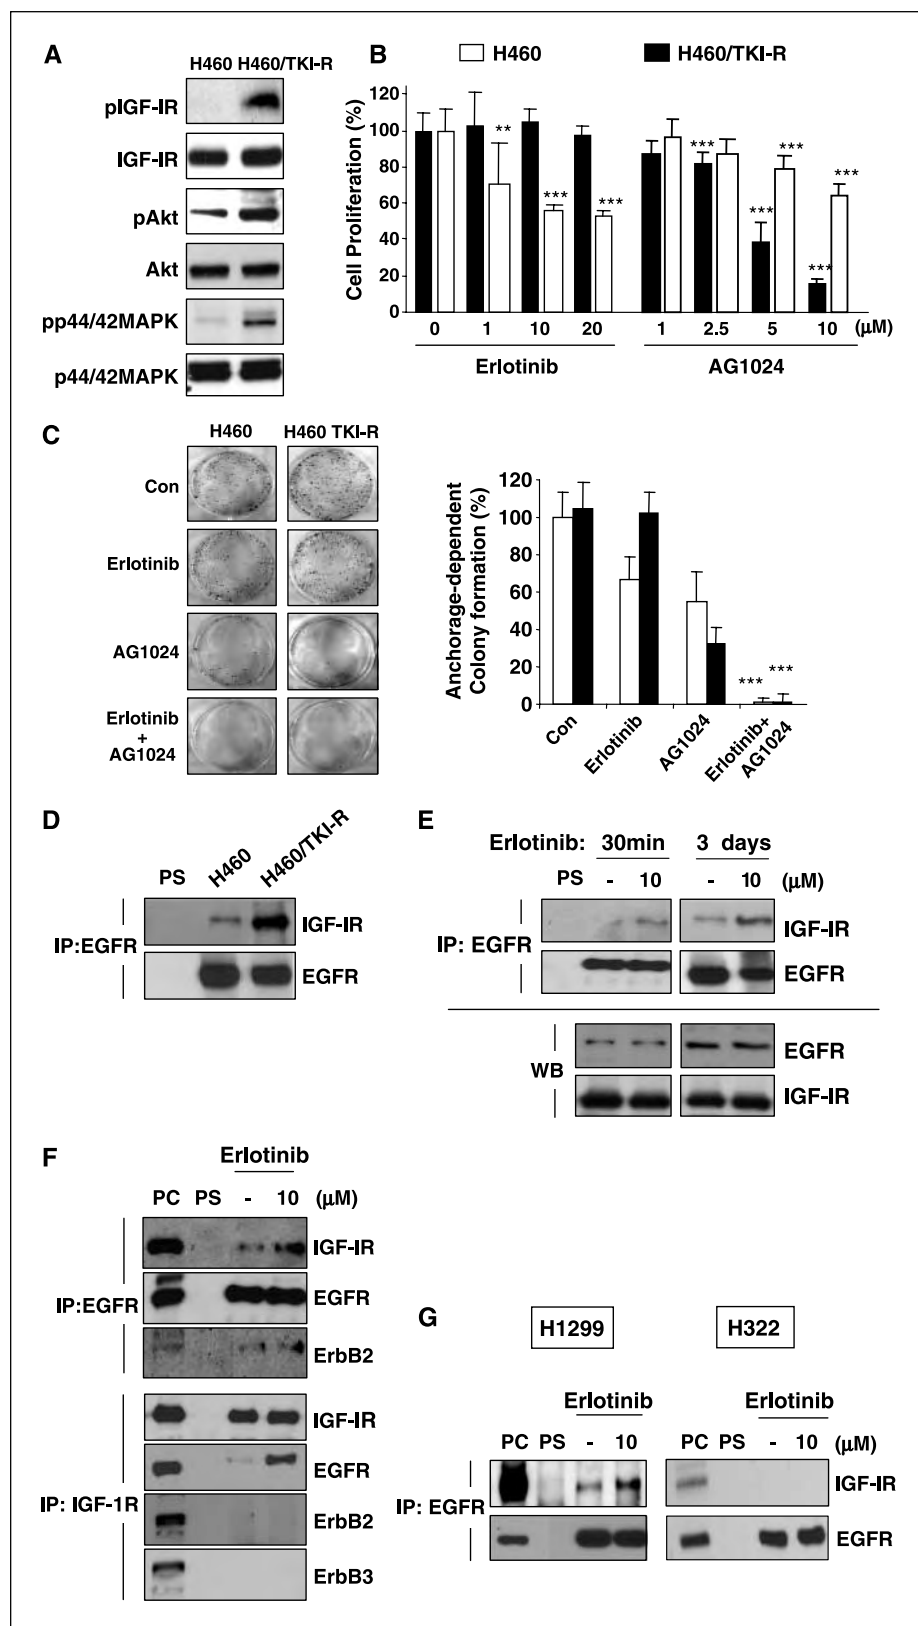 A
H460 H460/TKI-R
pIGF-IR
IGF-IR
pAkt
Akt
pp44/42MAPK
p44/42MAPK
B
H460
H460/TKI-R
Cell Proliferation (%)
120
100
80
60
40
20
0
** *** *** *** *** *** *** ***
0 1 10 20 1 2.5 5 10 (μM)
Erlotinib AG1024
C
H460 H460 TKI-R
Con
Erlotinib
AG1024
Erlotinib
+
AG1024
Anchorage-dependent
Colony formation (%)
120
100
80
60
40
20
0
*** ***
Con
Erlotinib
AG1024
Erlotinib+
AG1024
D
PS H460 H460/TKI-R
IP:EGFR
IGF-IR
EGFR
E
Erlotinib: 30min 3 days
PS - 10 - 10 (μM)
IP: EGFR
IGF-IR
EGFR
WB
EGFR
IGF-IR
F
Erlotinib
PC PS - 10 (μM)
IP:EGFR
IGF-IR
EGFR
ErbB2
IP: IGF-1R
IGF-IR
EGFR
ErbB2
ErbB3
G
H1299 H322
Erlotinib Erlotinib
PC PS - 10 PC PS - 10 (μM)
IP: EGFR
IGF-IR
EGFR